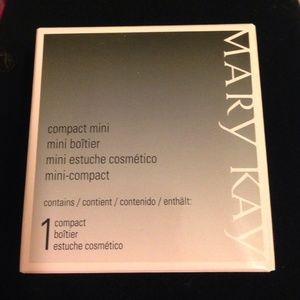 MARY KAY
compact mini
mini boîtier
mini estuche cosmético
mini-compact
contains / contient / contenido / enthält:
1 compact
boîtier
estuche cosmético